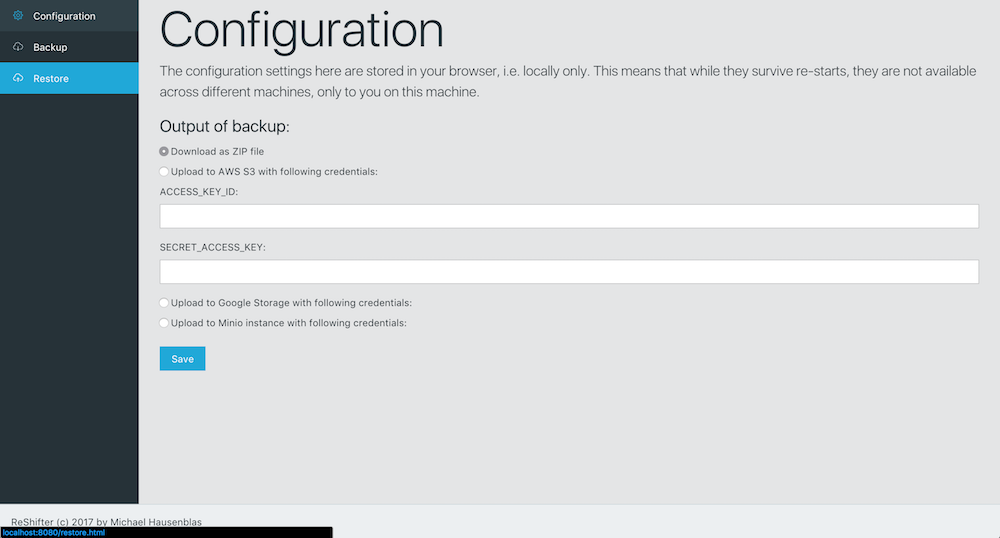 Configuration
Backup
Restore
Configuration
The configuration settings here are stored in your browser, i.e. locally only. This means that while they survive re-starts, they are not available
across different machines, only to you on this machine.
Output of backup:
Download as ZIP file
Upload to AWS S3 with following credentials:
ACCESS_KEY_ID:
SECRET_ACCESS_KEY:
Upload to Google Storage with following credentials:
Upload to Minio instance with following credentials:
Save
ReShifter (c) 2017 by Michael Hausenblas
localhost:8080/restore.html